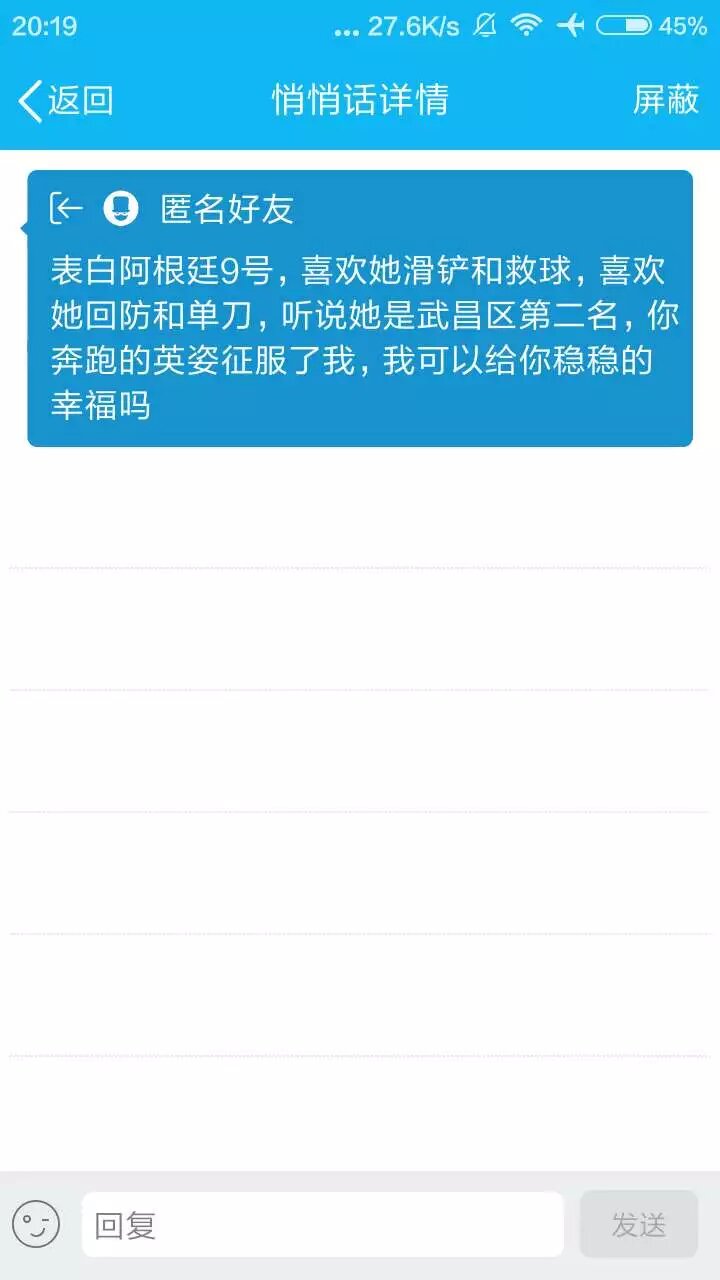 20:19 ... 27.6K/s 45%
返回 悄悄话详情 屏蔽
匿名好友
表白阿根廷9号，喜欢她滑铲和救球，喜欢
她回防和单刀，听说她是武昌区第二名，你
奔跑的英姿征服了我，我可以给你稳稳的
幸福吗
回复 发送